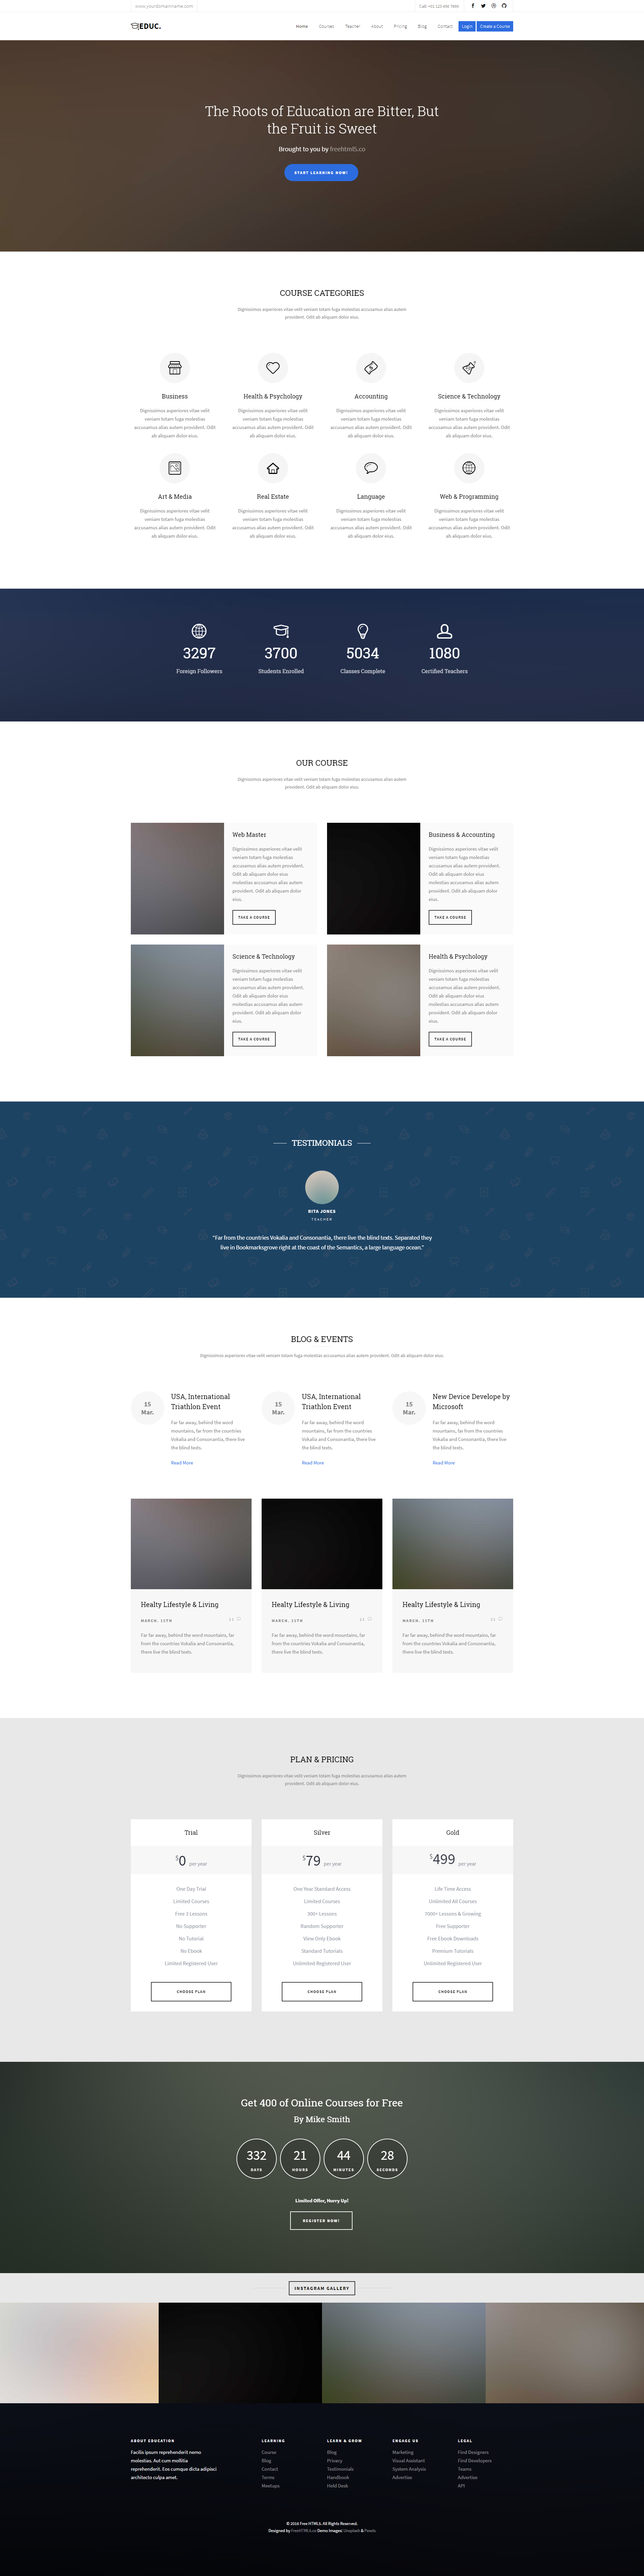 www.yourdomainname.com
Call: +01 123 456 7890
EDUC.
Home Courses Teacher About Pricing Blog Contact Login Create a Course
The Roots of Education are Bitter, But
the Fruit is Sweet
Brought to you by freehtml5.co
START LEARNING NOW!
COURSE CATEGORIES
Dignissimos asperiores vitae velit veniam totam fuga molestias accusamus alias autem
provident. Odit ab aliquam dolor eius.
Business
Dignissimos asperiores vitae velit
veniam totam fuga molestias
accusamus alias autem provident. Odit
ab aliquam dolor eius.
Health & Psychology
Dignissimos asperiores vitae velit
veniam totam fuga molestias
accusamus alias autem provident. Odit
ab aliquam dolor eius.
Accounting
Dignissimos asperiores vitae velit
veniam totam fuga molestias
accusamus alias autem provident. Odit
ab aliquam dolor eius.
Science & Technology
Dignissimos asperiores vitae velit
veniam totam fuga molestias
accusamus alias autem provident. Odit
ab aliquam dolor eius.
Art & Media
Dignissimos asperiores vitae velit
veniam totam fuga molestias
accusamus alias autem provident. Odit
ab aliquam dolor eius.
Real Estate
Dignissimos asperiores vitae velit
veniam totam fuga molestias
accusamus alias autem provident. Odit
ab aliquam dolor eius.
Language
Dignissimos asperiores vitae velit
veniam totam fuga molestias
accusamus alias autem provident. Odit
ab aliquam dolor eius.
Web & Programming
Dignissimos asperiores vitae velit
veniam totam fuga molestias
accusamus alias autem provident. Odit
ab aliquam dolor eius.
3297
Foreign Followers
3700
Students Enrolled
5034
Classes Complete
1080
Certified Teachers
OUR COURSE
Dignissimos asperiores vitae velit veniam totam fuga molestias accusamus alias autem
provident. Odit ab aliquam dolor eius.
Web Master
Dignissimos asperiores vitae velit
veniam totam fuga molestias
accusamus alias autem provident.
Odit ab aliquam dolor eius
molestias accusamus alias autem
provident. Odit ab aliquam dolor
eius.
TAKE A COURSE
Business & Accounting
Dignissimos asperiores vitae velit
veniam totam fuga molestias
accusamus alias autem provident.
Odit ab aliquam dolor eius
molestias accusamus alias autem
provident. Odit ab aliquam dolor
eius.
TAKE A COURSE
Science & Technology
Dignissimos asperiores vitae velit
veniam totam fuga molestias
accusamus alias autem provident.
Odit ab aliquam dolor eius
molestias accusamus alias autem
provident. Odit ab aliquam dolor
eius.
TAKE A COURSE
Health & Psychology
Dignissimos asperiores vitae velit
veniam totam fuga molestias
accusamus alias autem provident.
Odit ab aliquam dolor eius
molestias accusamus alias autem
provident. Odit ab aliquam dolor
eius.
TAKE A COURSE
TESTIMONIALS
RITA JONES
TEACHER
"Far from the countries Vokalia and Consonantia, there live the blind texts. Separated they
live in Bookmarksgrove right at the coast of the Semantics, a large language ocean."
BLOG & EVENTS
Dignissimos asperiores vitae velit veniam totam fuga molestias accusamus alias autem provident. Odit ab aliquam dolor eius.
15
Mar.
USA, International
Triathlon Event
Far far away, behind the word
mountains, far from the countries
Vokalia and Consonantia, there live
the blind texts.
Read More
15
Mar.
USA, International
Triathlon Event
Far far away, behind the word
mountains, far from the countries
Vokalia and Consonantia, there live
the blind texts.
Read More
15
Mar.
New Device Develope by
Microsoft
Far far away, behind the word
mountains, far from the countries
Vokalia and Consonantia, there live
the blind texts.
Read More
Healty Lifestyle & Living
MARCH. 15TH
21
Far far away, behind the word mountains, far
from the countries Vokalia and Consonantia,
there live the blind texts.
Healty Lifestyle & Living
MARCH. 15TH
21
Far far away, behind the word mountains, far
from the countries Vokalia and Consonantia,
there live the blind texts.
Healty Lifestyle & Living
MARCH. 15TH
21
Far far away, behind the word mountains, far
from the countries Vokalia and Consonantia,
there live the blind texts.
PLAN & PRICING
Dignissimos asperiores vitae velit veniam totam fuga molestias accusamus alias autem
provident. Odit ab aliquam dolor eius.
Trial
$0 per year
One Day Trial
Limited Courses
Free 3 Lessons
No Supporter
No Tutorial
No Ebook
Limited Registered User
CHOOSE PLAN
Silver
$79 per year
One Year Standard Access
Limited Courses
300+ Lessons
Random Supporter
View Only Ebook
Standard Tutorials
Unlimited Registered User
CHOOSE PLAN
Gold
$499 per year
Life Time Access
Unlimited All Courses
7000+ Lessons & Growing
Free Supporter
Free Ebook Downloads
Premium Tutorials
Unlimited Registered User
CHOOSE PLAN
Get 400 of Online Courses for Free
By Mike Smith
332 21 44 28
DAYS HOURS MINUTES SECONDS
Limited Offer, Hurry Up!
REGISTER NOW!
INSTAGRAM GALLERY
ABOUT EDUCATION
Facilis ipsum reprehenderit nemo
molestias. Aut cum mollitia
reprehenderit. Eos cumque dicta adipisci
architecto culpa amet.
LEARNING
Course
Blog
Contact
Terms
Meetups
LEARN & GROW
Blog
Privacy
Testimonials
Handbook
Held Desk
ENGAGE US
Marketing
Visual Assistant
System Analysis
Advertise
LEGAL
Find Designers
Find Developers
Teams
Advertise
API
© 2016 Free HTML5. All Rights Reserved.
Designed by FreeHTML5.co Demo Images: Unsplash & Pexels